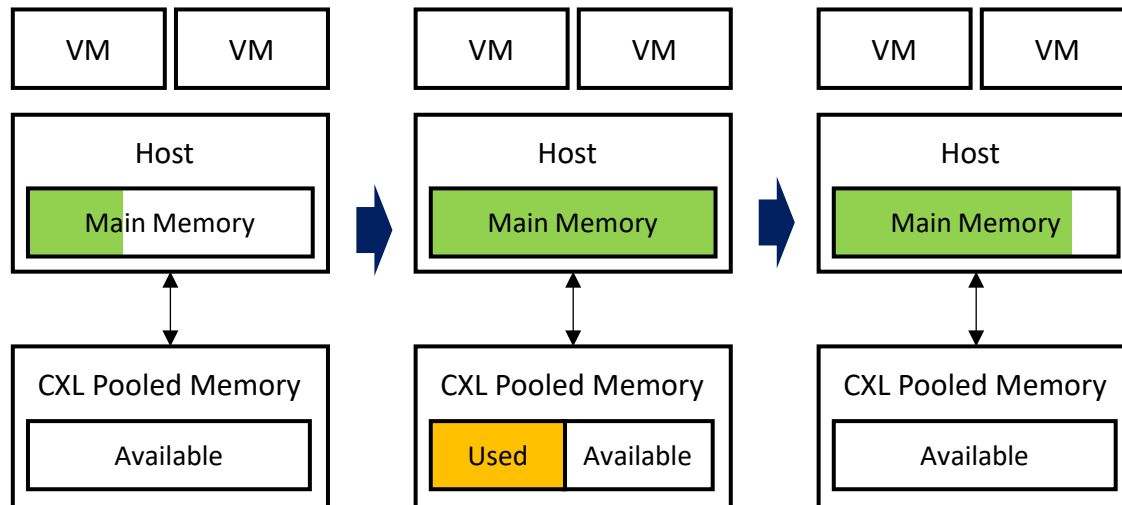 VM
VM
Host
Main Memory
CXL Pooled Memory
Available
VM
VM
Host
Main Memory
CXL Pooled Memory
Used
Available
VM
VM
Host
Main Memory
CXL Pooled Memory
Available